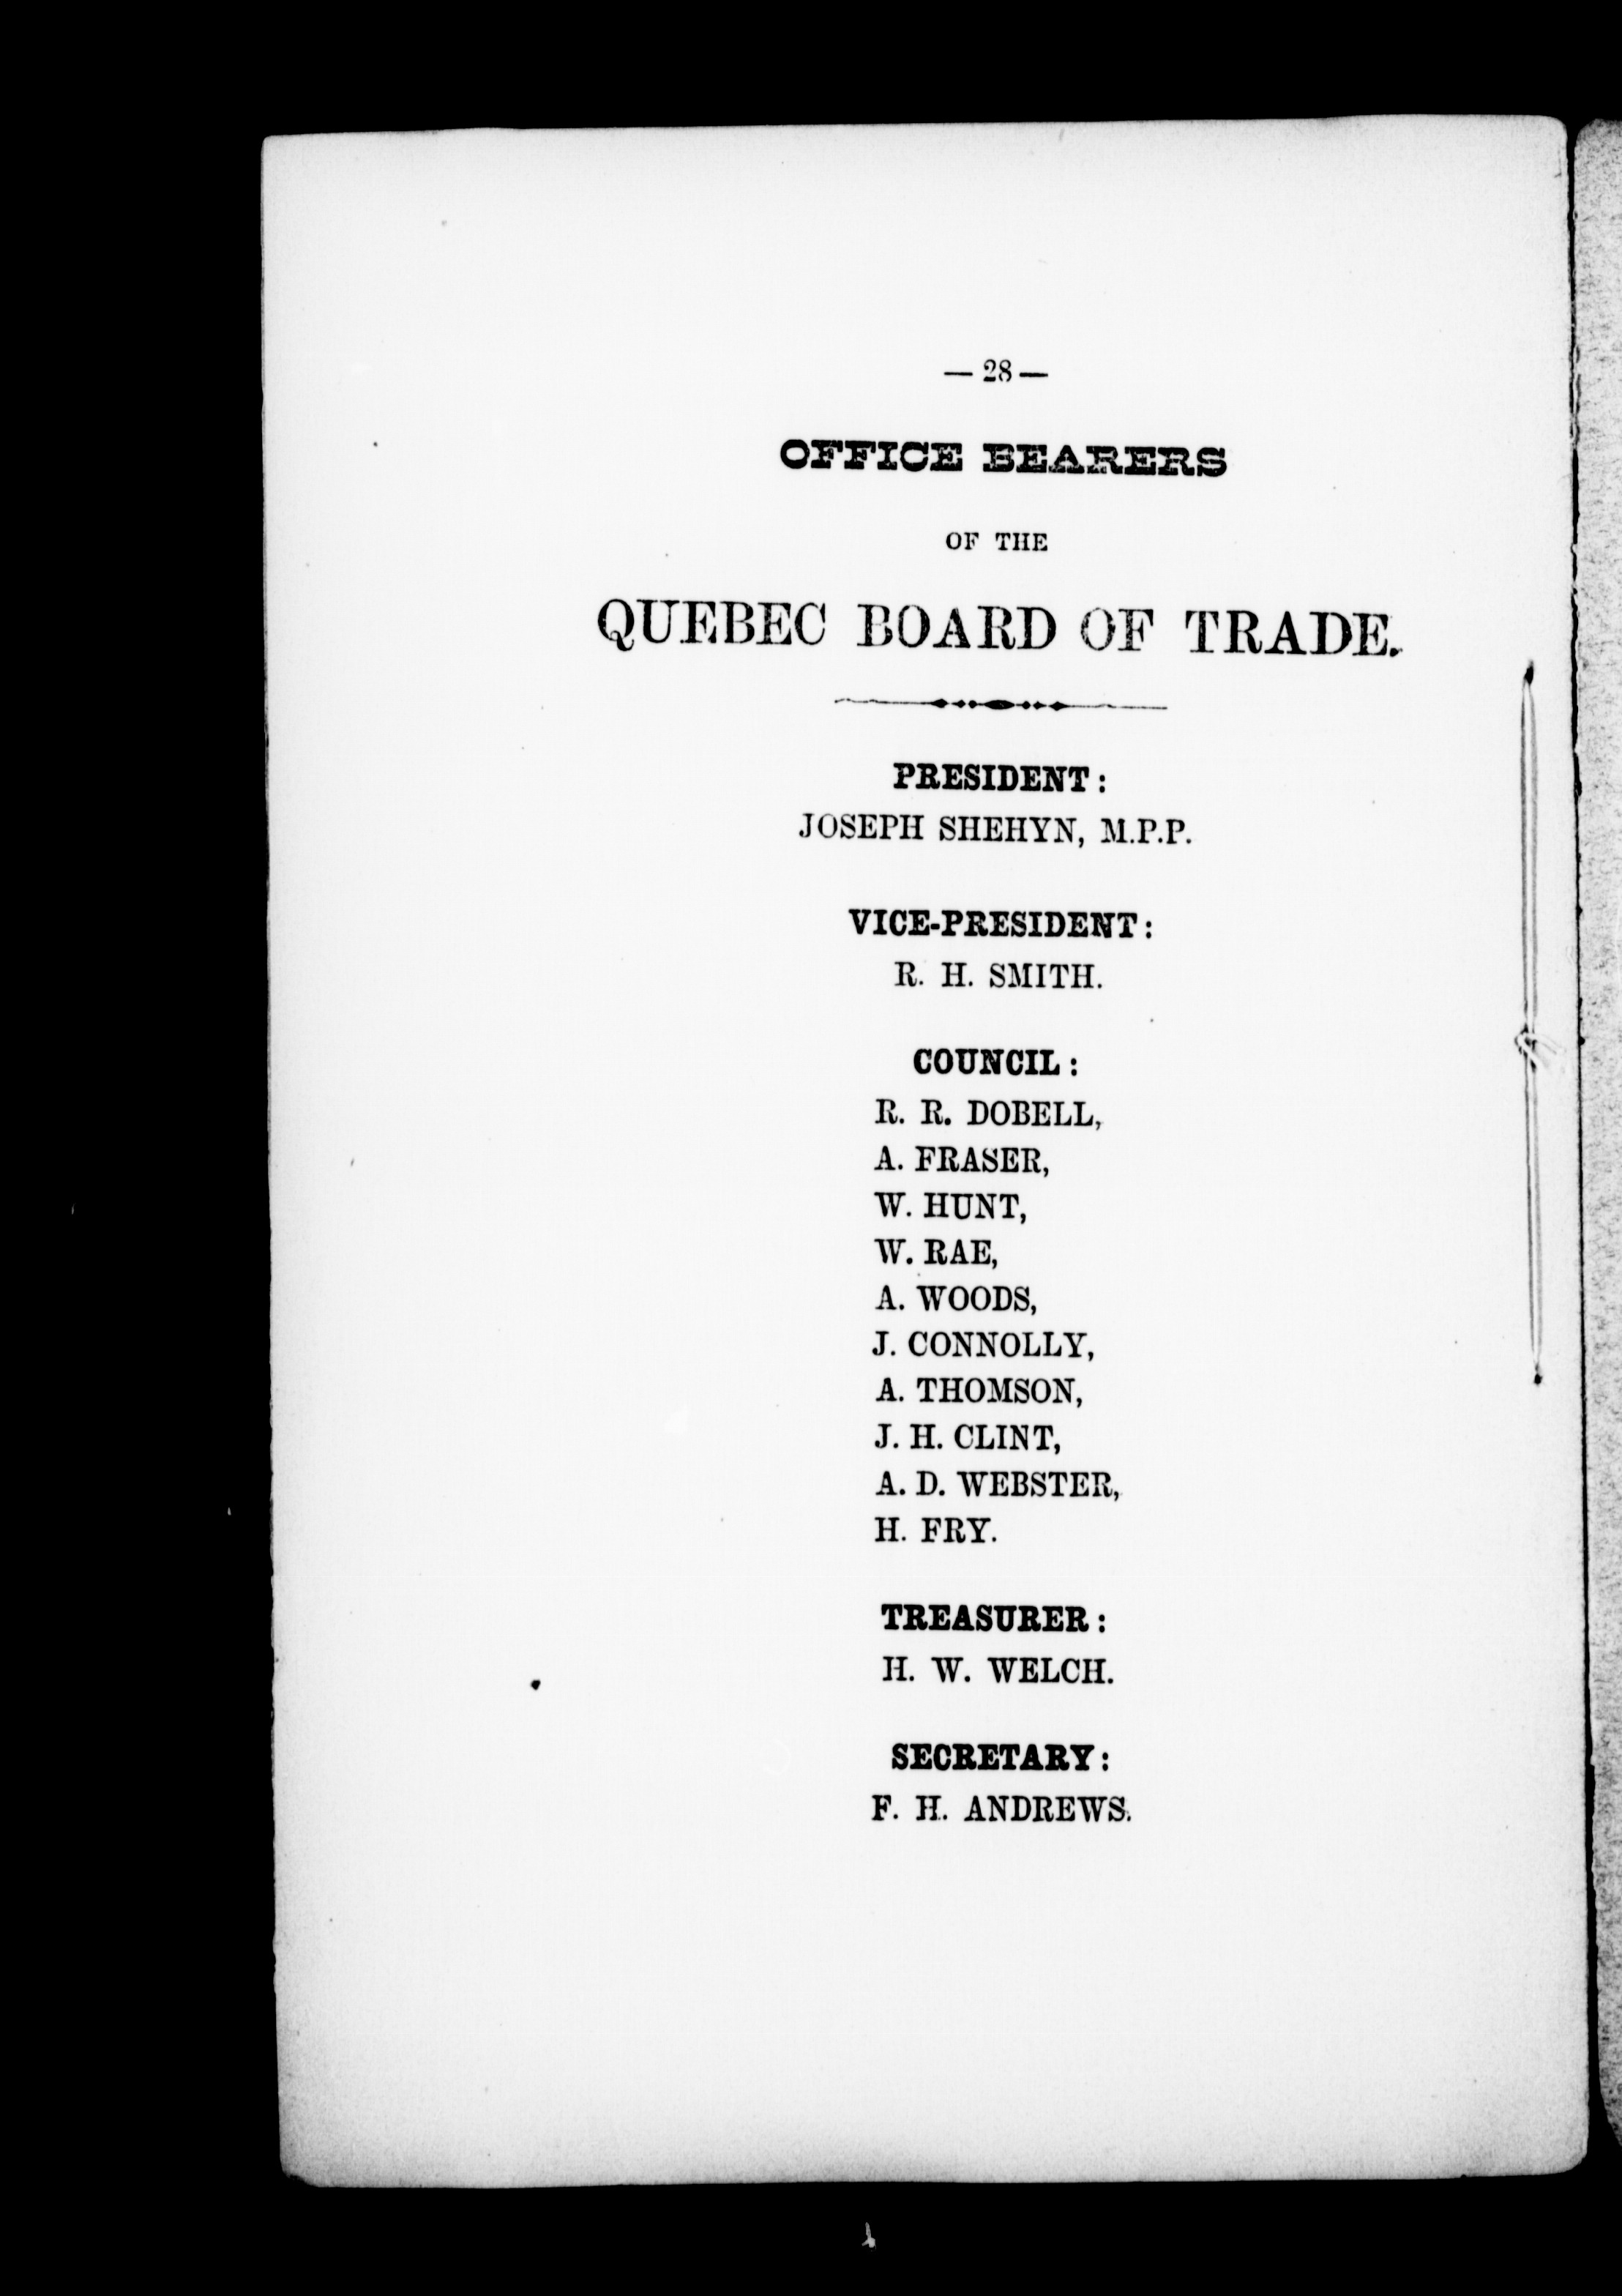 — 28 —
OFFICE BEARERS
OF THE
QUEBEC BOARD OF TRADE.
PRESIDENT:
JOSEPH SHEHYN, M.P.P.
VICE-PRESIDENT:
R. H. SMITH.
COUNCIL:
R. R. DOBELL,
A. FRASER,
W. HUNT,
W. RAE,
A. WOODS,
J. CONNOLLY,
A. THOMSON,
J. H. CLINT,
A. D. WEBSTER,
H. FRY.
TREASURER:
H. W. WELCH.
SECRETARY:
F. H. ANDREWS.